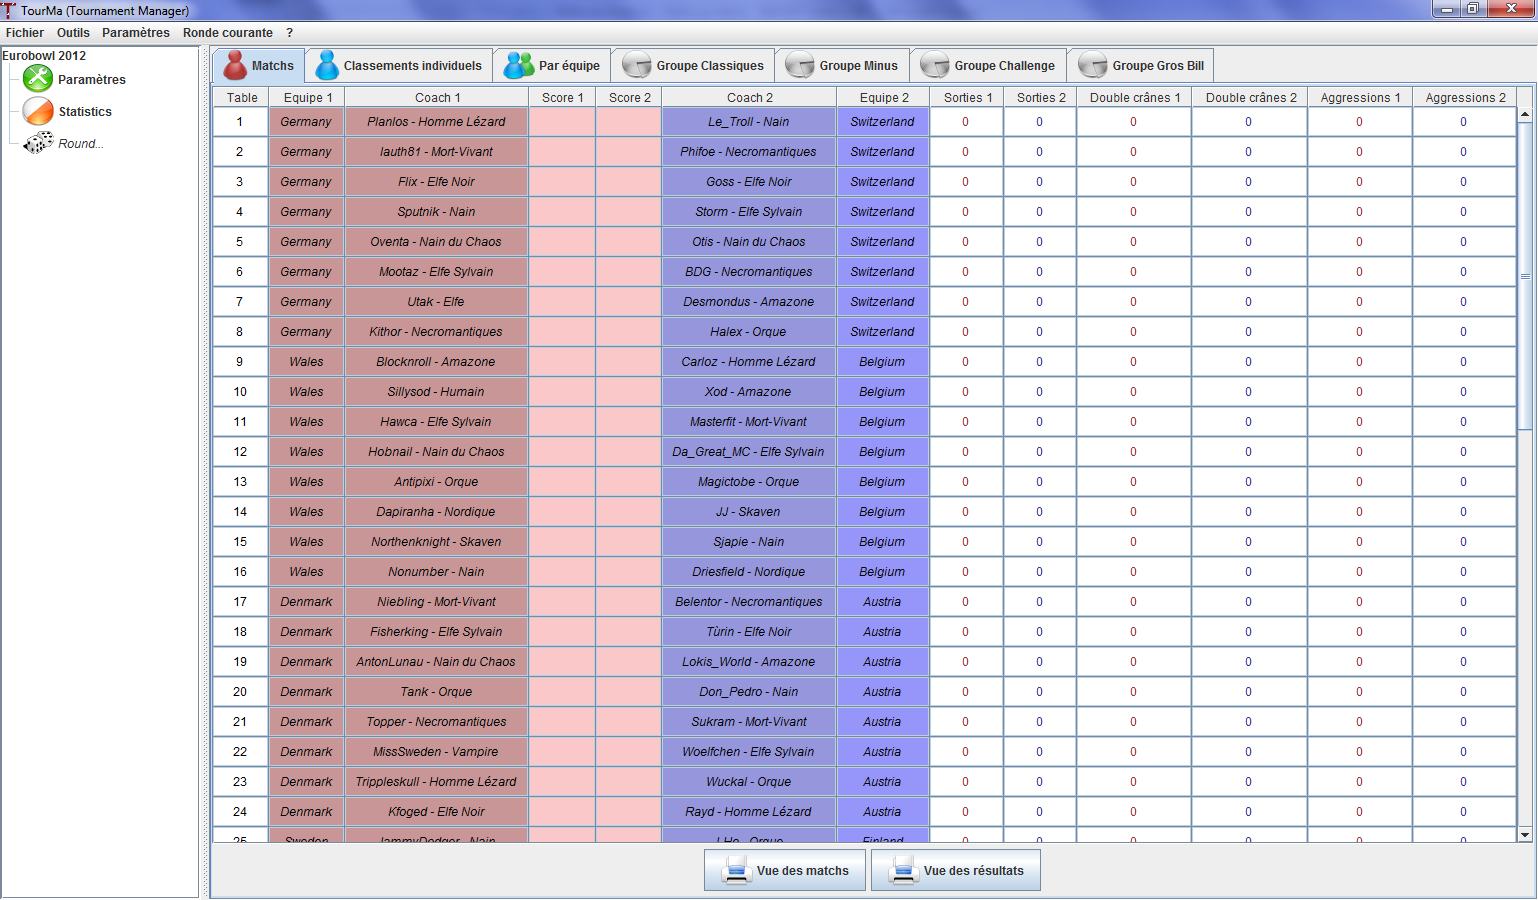 TourMa (Tournament Manager)
Fichier Outils Paramètres Ronde courante ?
Eurobowl 2012
Paramètres
Statistics
Round...
Matchs Classements individuels Par équipe Groupe Classiques Groupe Minus Groupe Challenge Groupe Gros Bill
Table Equipe 1 Coach 1 Score 1 Score 2 Coach 2 Equipe 2 Sorties 1 Sorties 2 Double crânes 1 Double crânes 2 Aggressions 1 Aggressions 2
1 Germany Planlos - Homme Lézard Le_Troll - Nain Switzerland 0 0 0 0 0 0
2 Germany lauth81 - Mort-Vivant Phifoe - Necromantiques Switzerland 0 0 0 0 0 0
3 Germany Flix - Elfe Noir Goss - Elfe Noir Switzerland 0 0 0 0 0 0
4 Germany Sputnik - Nain Storm - Elfe Sylvain Switzerland 0 0 0 0 0 0
5 Germany Oventa - Nain du Chaos Otis - Nain du Chaos Switzerland 0 0 0 0 0 0
6 Germany Mootaz - Elfe Sylvain BDG - Necromantiques Switzerland 0 0 0 0 0 0
7 Germany Utak - Elfe Desmondus - Amazone Switzerland 0 0 0 0 0 0
8 Germany Kithor - Necromantiques Halex - Orque Switzerland 0 0 0 0 0 0
9 Wales Blocknroll - Amazone Carloz - Homme Lézard Belgium 0 0 0 0 0 0
10 Wales Sillysod - Humain Xod - Amazone Belgium 0 0 0 0 0 0
11 Wales Hawca - Elfe Sylvain Masterfit - Mort-Vivant Belgium 0 0 0 0 0 0
12 Wales Hobnail - Nain du Chaos Da_Great_MC - Elfe Sylvain Belgium 0 0 0 0 0 0
13 Wales Antipixi - Orque Magictobe - Orque Belgium 0 0 0 0 0 0
14 Wales Dapiranha - Nordique JJ - Skaven Belgium 0 0 0 0 0 0
15 Wales Northenknight - Skaven Sjapie - Nain Belgium 0 0 0 0 0 0
16 Wales Nonumber - Nain Driesfield - Nordique Belgium 0 0 0 0 0 0
17 Denmark Niebling - Mort-Vivant Belentor - Necromantiques Austria 0 0 0 0 0 0
18 Denmark Fisherking - Elfe Sylvain Tùrin - Elfe Noir Austria 0 0 0 0 0 0
19 Denmark AntonLunau - Nain du Chaos Lokis_World - Amazone Austria 0 0 0 0 0 0
20 Denmark Tank - Orque Don_Pedro - Nain Austria 0 0 0 0 0 0
21 Denmark Topper - Necromantiques Sukram - Mort-Vivant Austria 0 0 0 0 0 0
22 Denmark MissSweden - Vampire Woelfchen - Elfe Sylvain Austria 0 0 0 0 0 0
23 Denmark Trippleskull - Homme Lézard Wuckal - Orque Austria 0 0 0 0 0 0
24 Denmark Kfoged - Elfe Noir Rayd - Homme Lézard Austria 0 0 0 0 0 0
25 Sweden - Nain - Orque Finland 0 0 0 0 0 0
Vue des matchs Vue des résultats